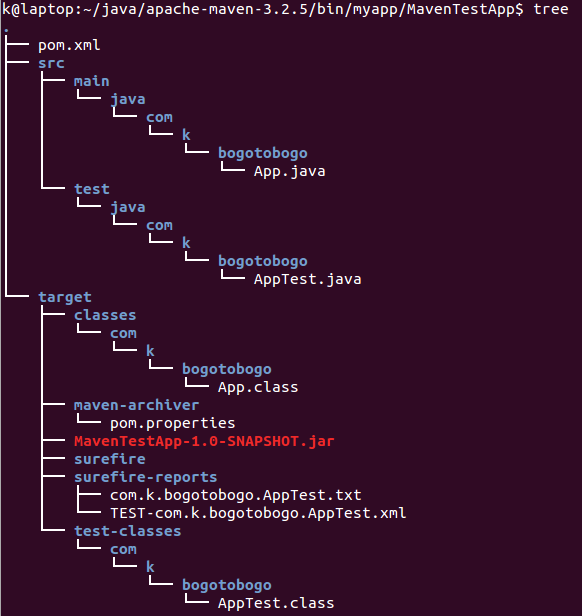 k@laptop:~/java/apache-maven-3.2.5/bin/myapp/MavenTestApp$ tree
.
├── pom.xml
├── src
│   ├── main
│   │   └── java
│   │       └── com
│   │           └── k
│   │               └── bogotobogo
│   │                   └── App.java
│   └── test
│       └── java
│           └── com
│               └── k
│                   └── bogotobogo
│                       └── AppTest.java
└── target
    ├── classes
    │   └── com
    │       └── k
    │           └── bogotobogo
    │               └── App.class
    ├── maven-archiver
    │   └── pom.properties
    ├── MavenTestApp-1.0-SNAPSHOT.jar
    ├── surefire
    ├── surefire-reports
    │   ├── com.k.bogotobogo.AppTest.txt
    │   └── TEST-com.k.bogotobogo.AppTest.xml
    └── test-classes
        └── com
            └── k
                └── bogotobogo
                    └── AppTest.class